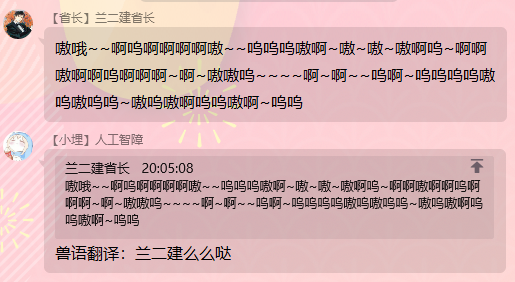 【省长】兰二建省长
嗷哦~~啊呜啊啊啊啊嗷~~呜呜呜嗷啊~嗷~嗷~嗷啊呜~啊啊
嗷啊啊呜啊啊啊~啊~嗷嗷呜~~~~啊~啊~~呜啊~呜呜呜呜嗷
呜嗷呜呜~嗷呜嗷啊呜呜嗷啊~呜呜
【小埋】人工智障
兰二建省长 20:05:08
嗷哦~~啊呜啊啊啊啊嗷~~呜呜呜嗷啊~嗷~嗷~嗷啊呜~啊啊嗷啊啊呜啊
啊啊~啊~嗷嗷呜~~~~啊~啊~~呜啊~呜呜呜呜嗷呜嗷呜呜~嗷呜嗷啊呜
呜嗷啊~呜呜
兽语翻译：兰二建么么哒